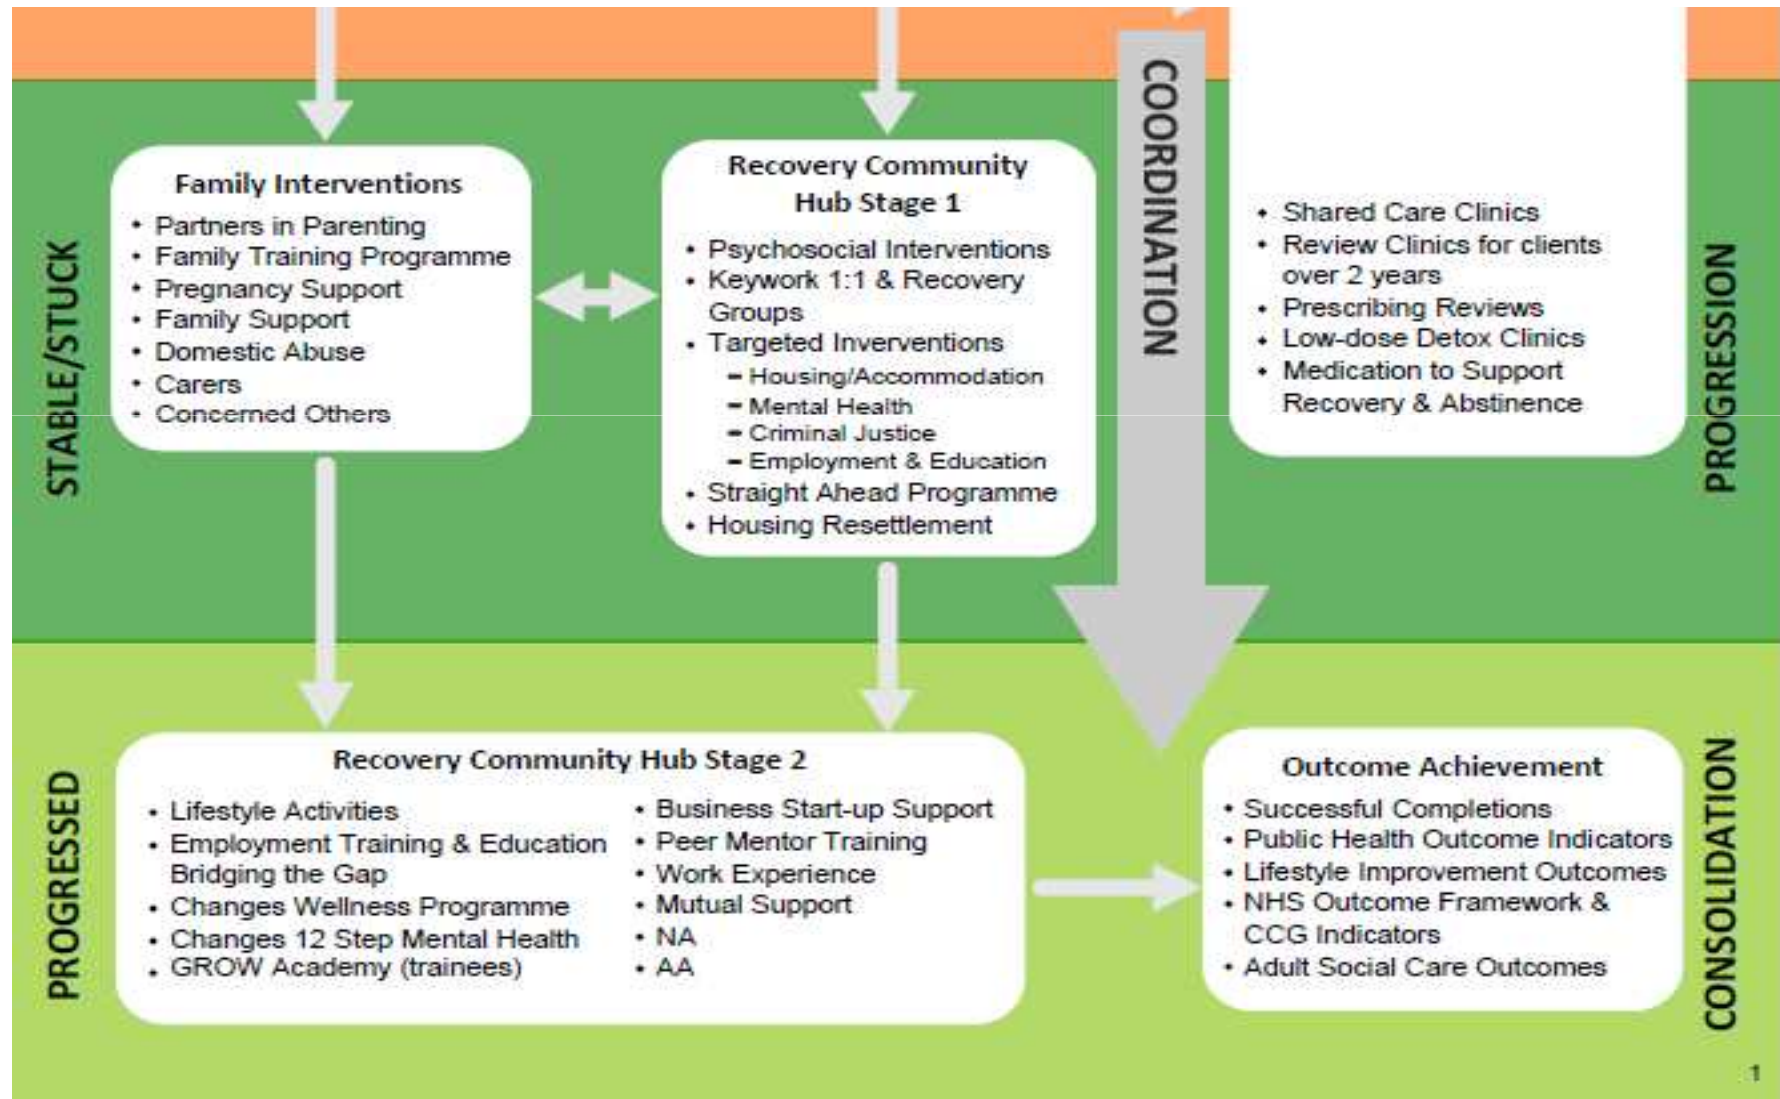 COORDINATION
STABLE/STUCK
Family Interventions
• Partners in Parenting
• Family Training Programme
• Pregnancy Support
• Family Support
• Domestic Abuse
• Carers
• Concerned Others
Recovery Community
Hub Stage 1
• Psychosocial Interventions
• Keywork 1:1 & Recovery
Groups
• Targeted Inverventions
– Housing/Accommodation
– Mental Health
– Criminal Justice
– Employment & Education
• Straight Ahead Programme
• Housing Resettlement
• Shared Care Clinics
• Review Clinics for clients
over 2 years
• Prescribing Reviews
• Low-dose Detox Clinics
• Medication to Support
Recovery & Abstinence
PROGRESSION
PROGRESSED
Recovery Community Hub Stage 2
• Lifestyle Activities
• Employment Training & Education
Bridging the Gap
• Changes Wellness Programme
• Changes 12 Step Mental Health
• GROW Academy (trainees)
• Business Start-up Support
• Peer Mentor Training
• Work Experience
• Mutual Support
• NA
• AA
Outcome Achievement
• Successful Completions
• Public Health Outcome Indicators
• Lifestyle Improvement Outcomes
• NHS Outcome Framework &
CCG Indicators
• Adult Social Care Outcomes
CONSOLIDATION
1